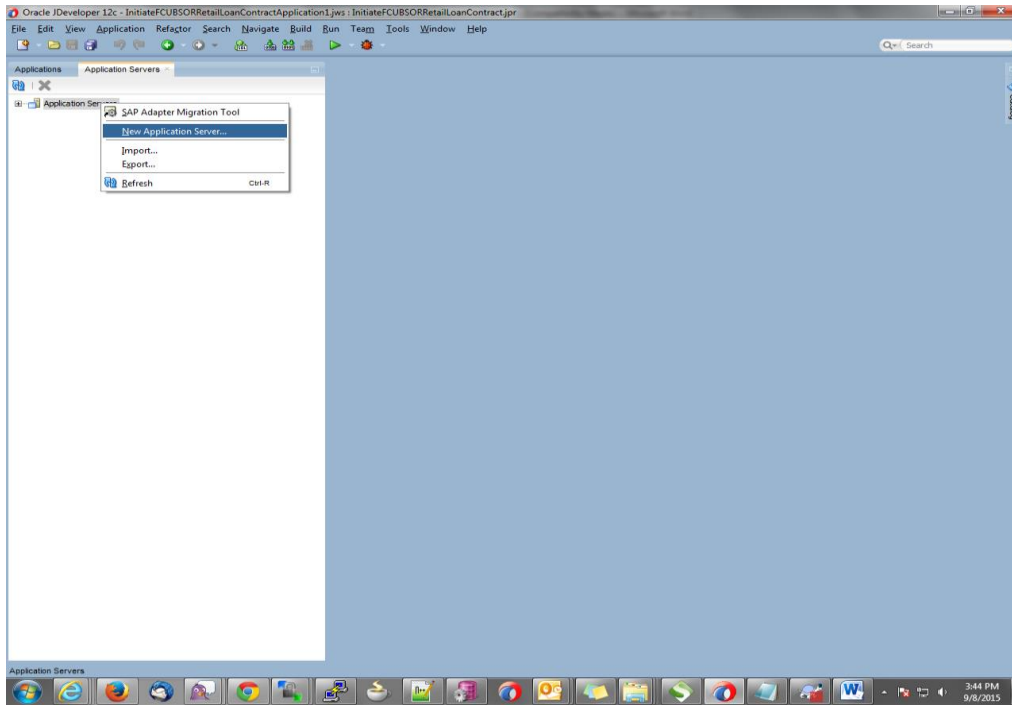 Oracle JDeveloper 12c - InitiateFCUBSORRetailLoanContractApplication1.jws : InitiateFCUBSORRetailLoanContract.jpr
File Edit View Application Refactor Search Navigate Build Run Team Tools Window Help
Search
Applications Application Servers
Application Servers
SAP Adapter Migration Tool
New Application Server...
Import...
Export...
Refresh Ctrl-R
Application Servers
3:44 PM
9/8/2015